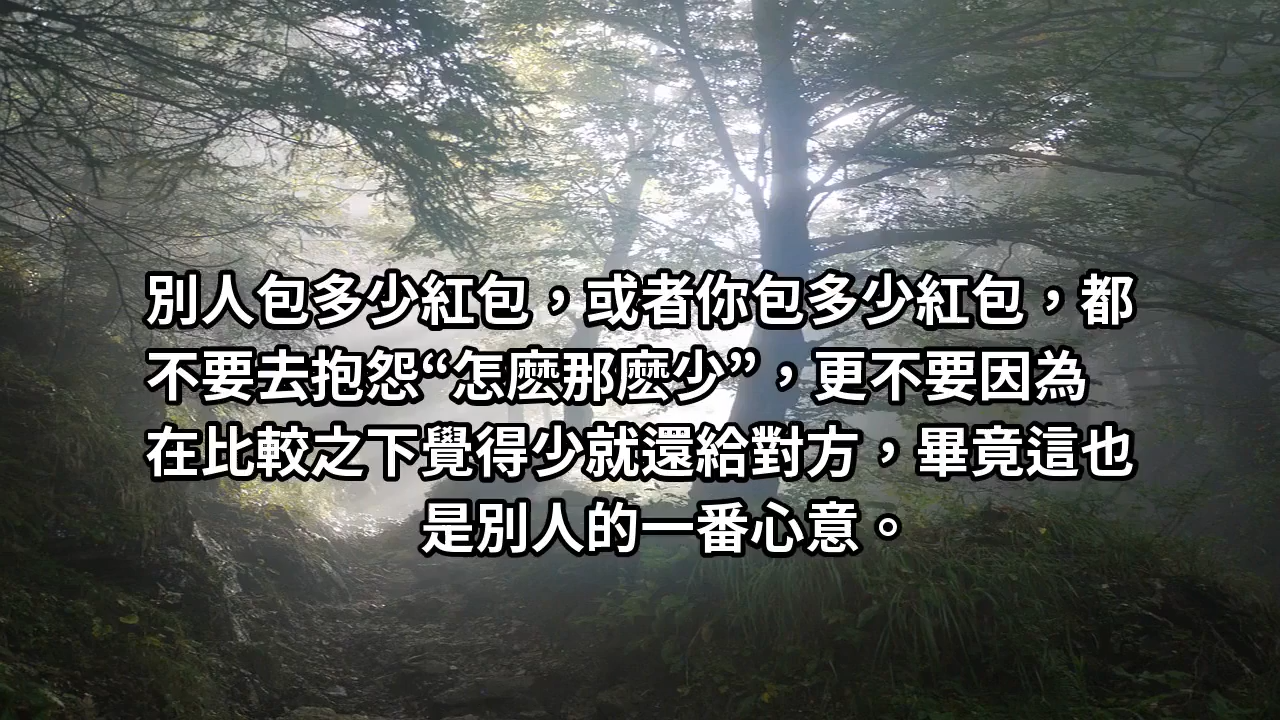 別人包多少紅包，或者你包多少紅包，都
不要去抱怨“怎麽那麽少”，更不要因為
在比較之下覺得少就還給對方，畢竟這也
是別人的一番心意。